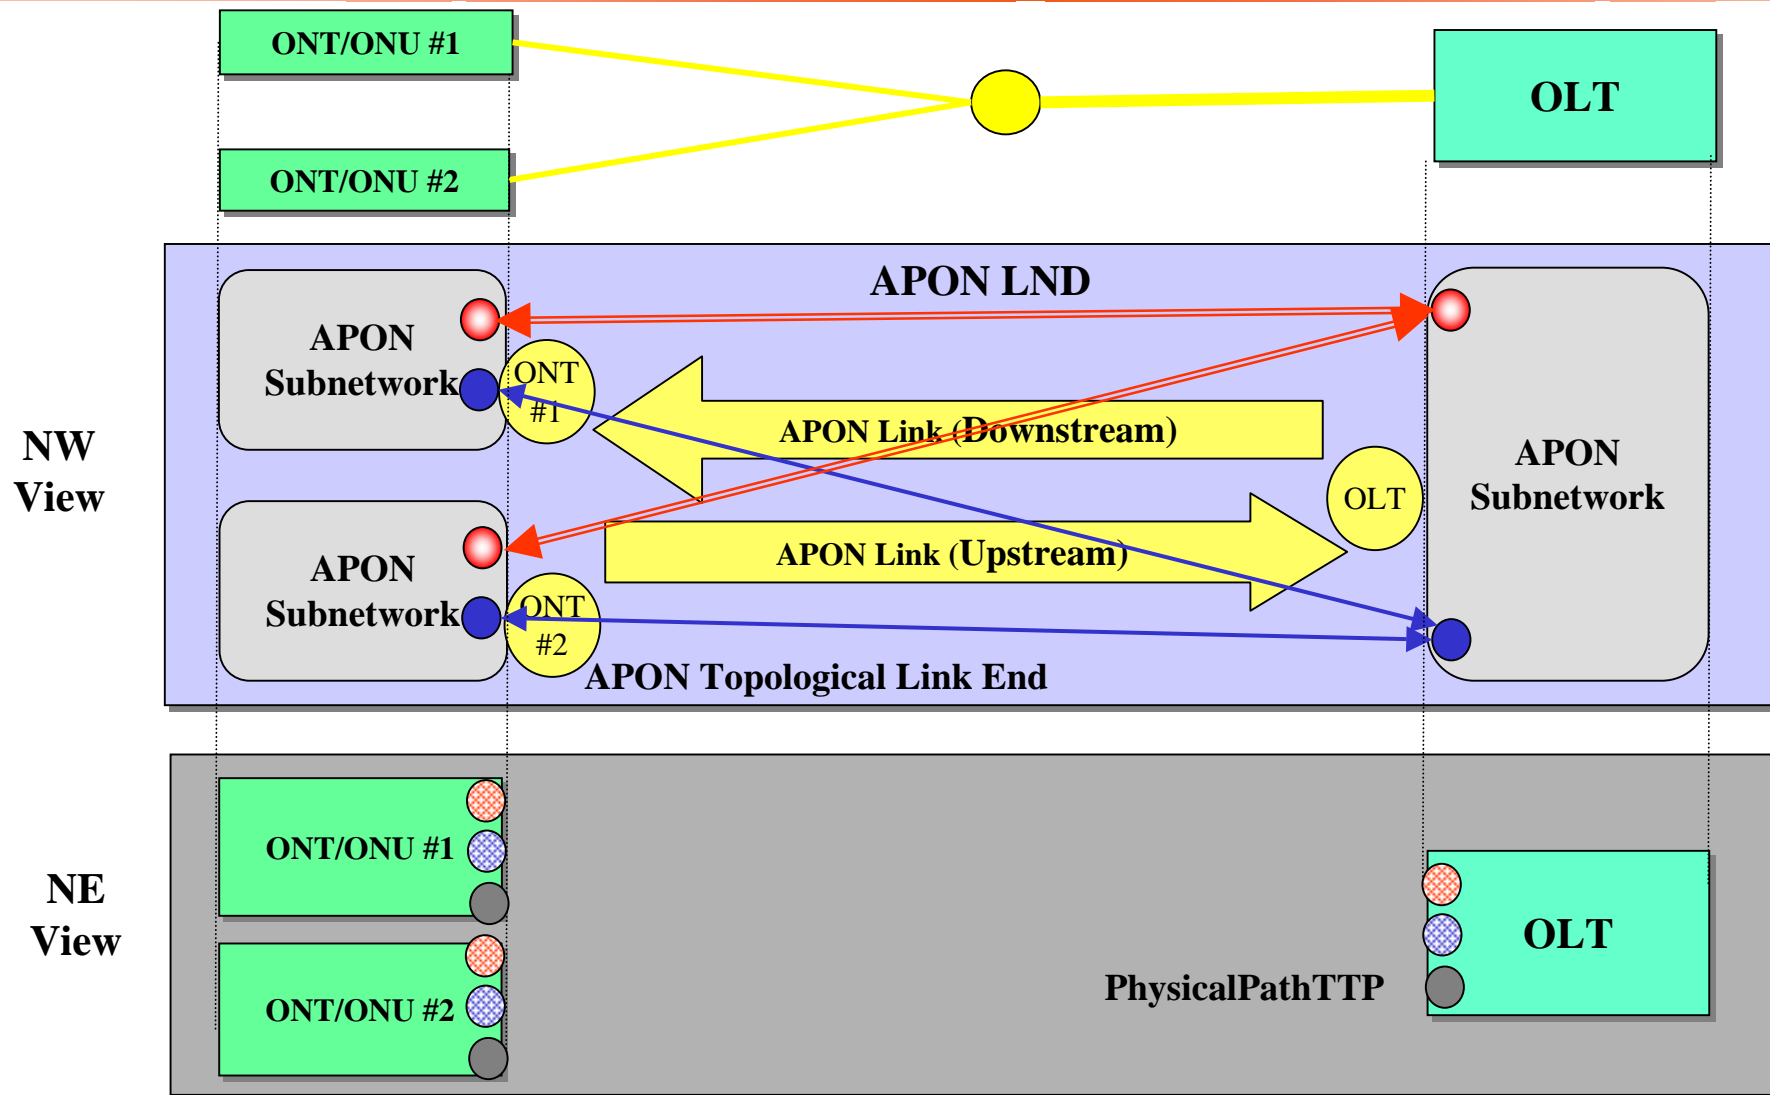 ONT/ONU #1
OLT
ONT/ONU #2
APON LND
APON
Subnetwork
ONT
#1
APON Link (Downstream)
NW
View
APON
Subnetwork
OLT
APON Link (Upstream)
APON
Subnetwork
ONT
#2
APON Topological Link End
ONT/ONU #1
NE
View
OLT
PhysicalPathTTP
ONT/ONU #2